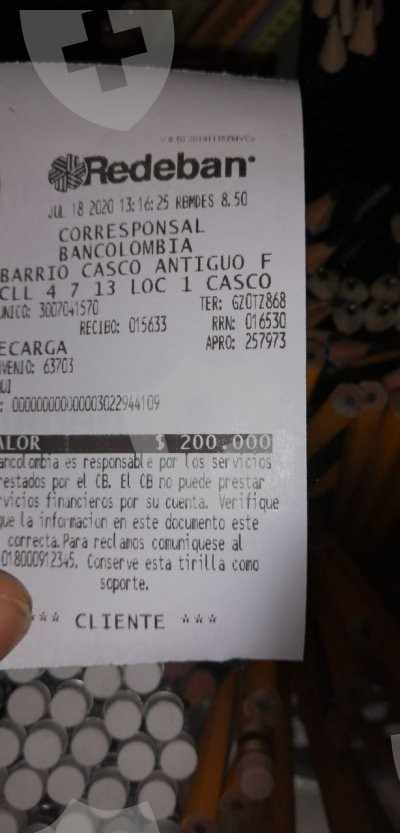 Redeban
JUL 18 2020 13:16:25 RBMDES 8.50
CORRESPONSAL
BANCOLOMBIA
BARRIO CASCO ANTIGUO F
CLL 4 7 13 LOC 1 CASCO
UNICO: 3007041570 TER: GZOTZ868
RECIBO: 015633 RRN: 016530
ECARGA APRO: 257973
VENIO: 63703
UI
: 00000000000003022944109
ALOR $ 200.000
ancolombia es responsable por los servicios
restados por el CB. El CB no puede prestar
rvicios financieros por su cuenta. Verifique
que la informacion en este documento este
correcta. Para reclamos comuniquese al
018000912345. Conserve esta tirilla como
soporte.
*** CLIENTE ***